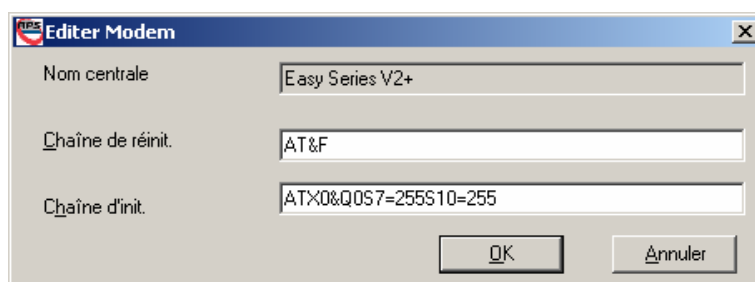 RPS Editer Modem
Nom centrale Easy Series V2+
Chaîne de réinit. AT&F
Chaîne d'init. ATX0&Q0S7=255S10=255
OK Annuler